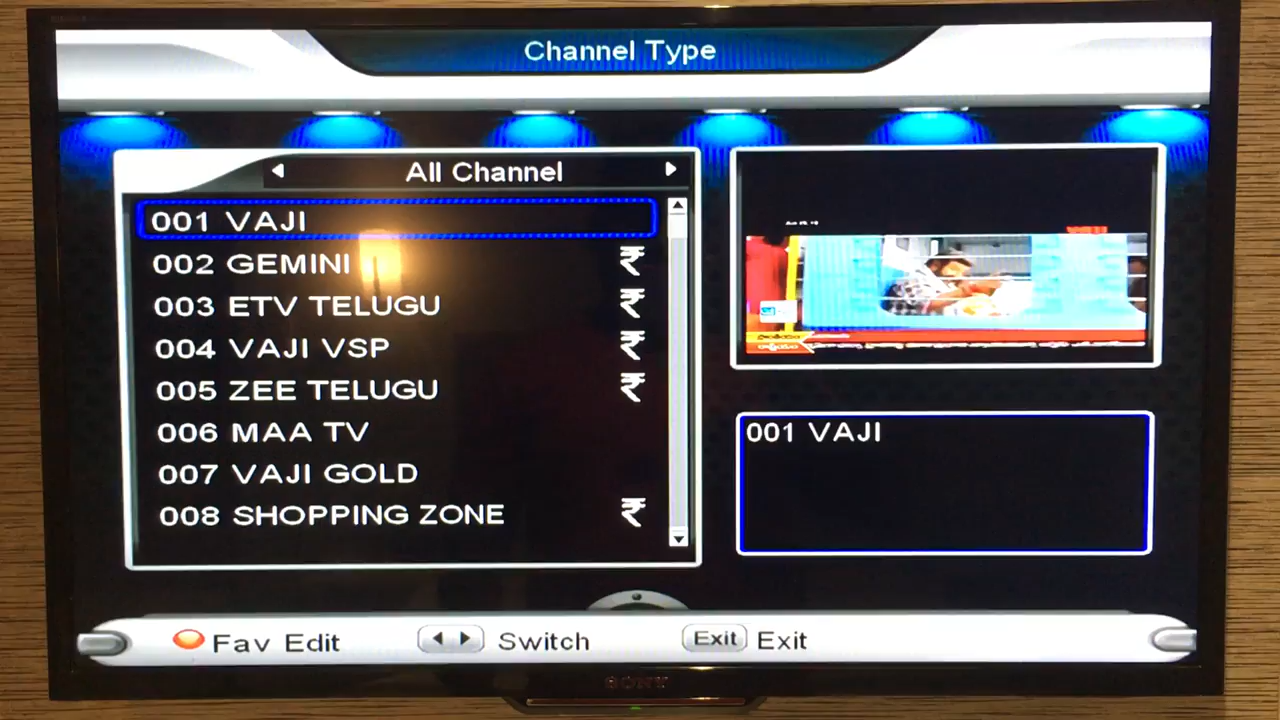 Channel Type
All Channel
001 VAJI
002 GEMINI ₹
003 ETV TELUGU ₹
004 VAJI VSP ₹
005 ZEE TELUGU ₹
006 MAA TV
007 VAJI GOLD
008 SHOPPING ZONE ₹
001 VAJI
Fav Edit
Switch
Exit Exit
SONY